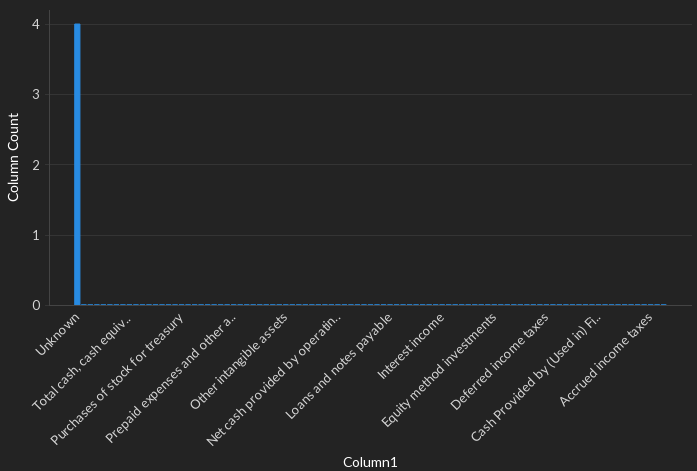 4
3
2
1
0
Column Count
Unknown
Total cash, cash equiv..
Purchases of stock for treasury
Prepaid expenses and other a..
Other intangible assets
Net cash provided by operatin..
Loans and notes payable
Interest income
Equity method investments
Deferred income taxes
Cash Provided by (Used in) Fi..
Accrued income taxes
Column1